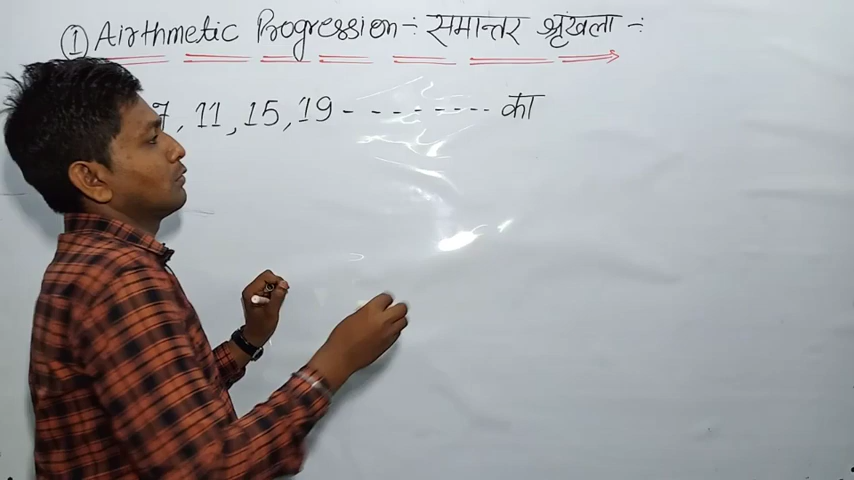 ① Airthmetic Progression :- समान्तर श्रृंखला :-
7, 11, 15, 19 --------- का